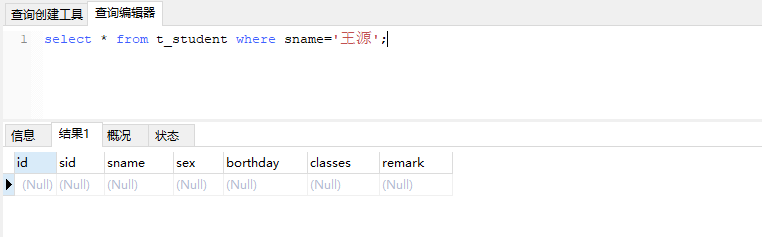 查询创建工具 查询编辑器
1 select * from t_student where sname='王源';
信息 结果1 概况 状态
id sid sname sex borthday classes remark
(Null) (Null) (Null) (Null) (Null) (Null) (Null)